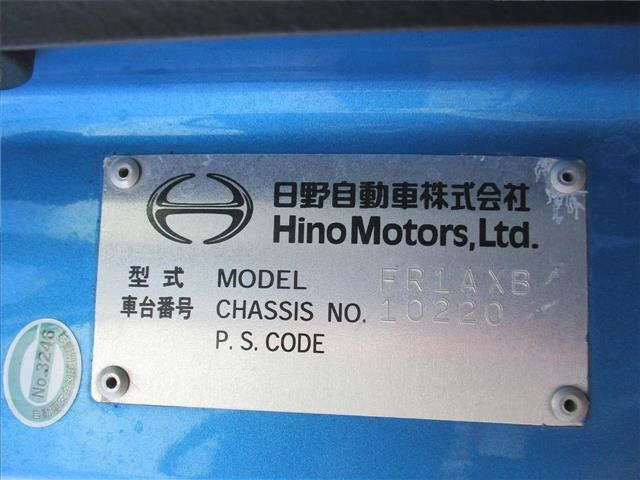 日野自動車株式会社
Hino Motors, Ltd.
型式 MODEL FR1AXB
車台番号 CHASSIS NO. 10220
P. S. CODE
No. 3246